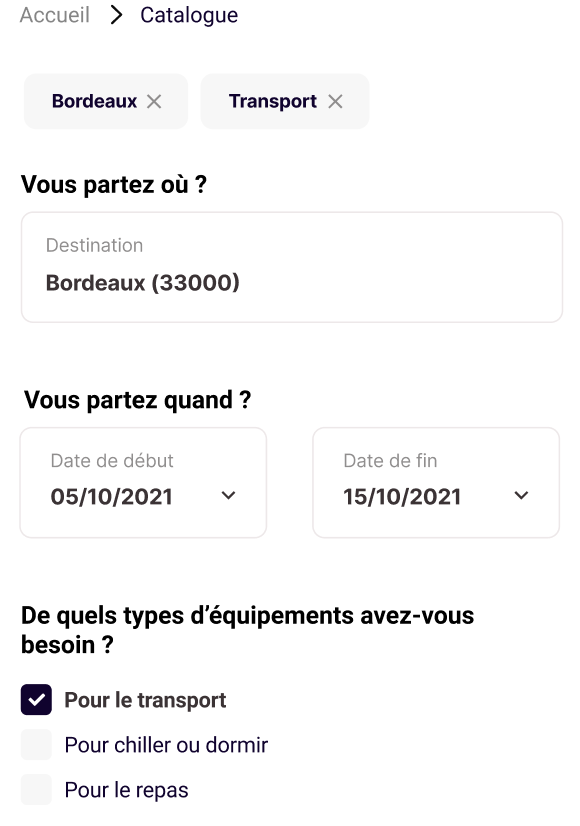 Accueil > Catalogue
Bordeaux × Transport ×
Vous partez où ?
Destination
Bordeaux (33000)
Vous partez quand ?
Date de début Date de fin
05/10/2021 15/10/2021
De quels types d’équipements avez-vous
besoin ?
Pour le transport
Pour chiller ou dormir
Pour le repas